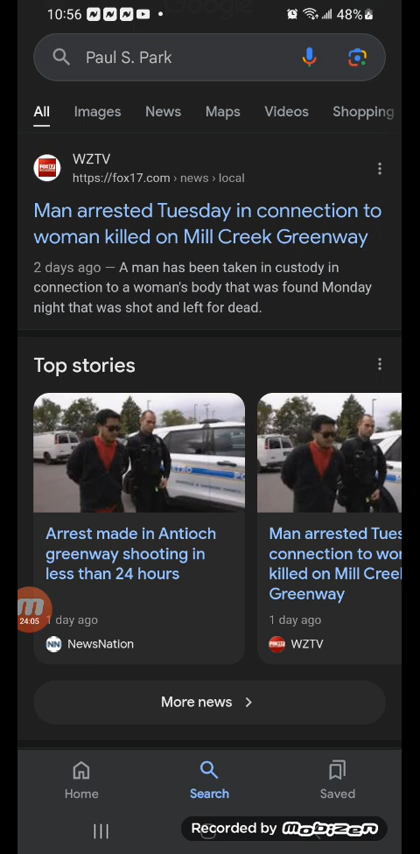 Google
10:56 48%
Paul S. Park
All Images News Maps Videos Shopping
WZTV
https://fox17.com › news › local
Man arrested Tuesday in connection to
woman killed on Mill Creek Greenway
2 days ago — A man has been taken in custody in
connection to a woman's body that was found Monday
night that was shot and left for dead.
Top stories
Arrest made in Antioch
greenway shooting in
less than 24 hours
1 day ago
NN NewsNation
Man arrested Tues
connection to wor
killed on Mill Creel
Greenway
1 day ago
WZTV
24:05
More news
Home Search Saved
Recorded by mobizen